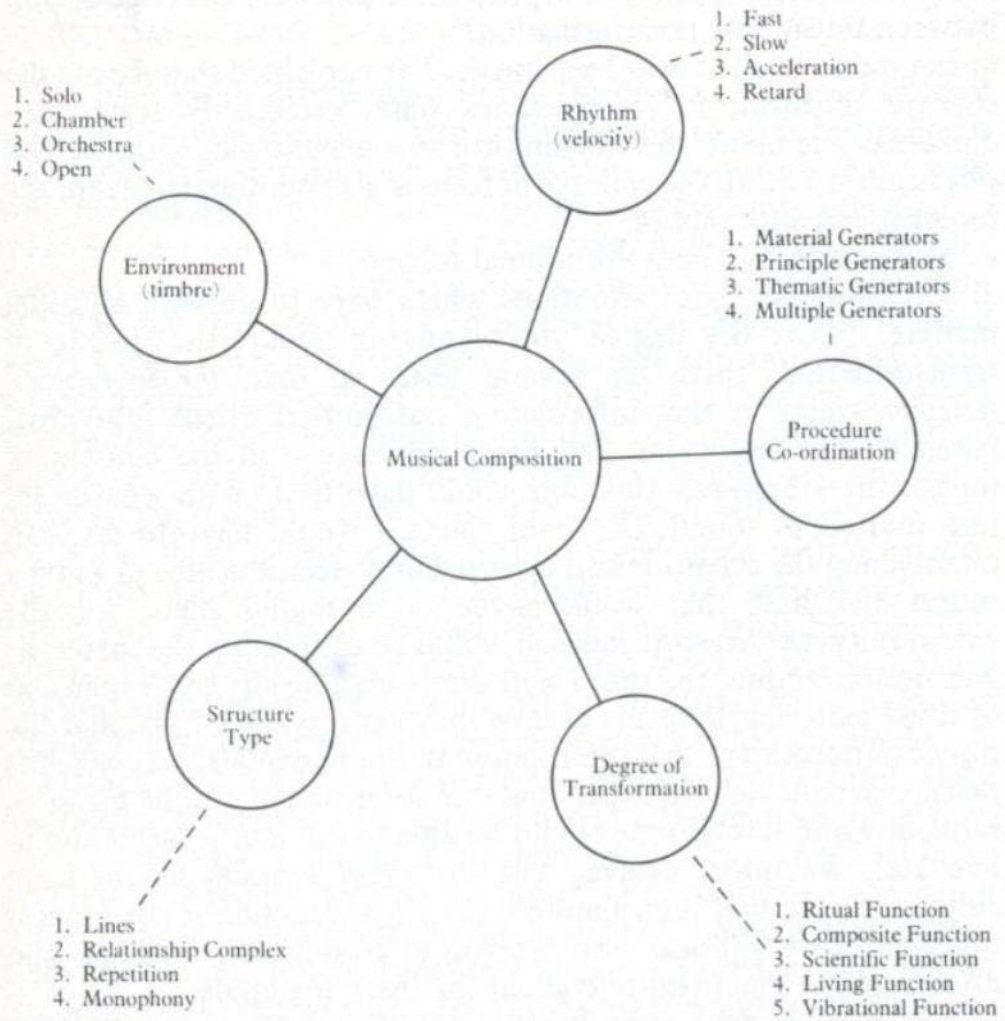 1. Fast
2. Slow
3. Acceleration
4. Retard
Rhythm
(velocity)
1. Solo
2. Chamber
3. Orchestra
4. Open
Environment
(timbre)
1. Material Generators
2. Principle Generators
3. Thematic Generators
4. Multiple Generators
Procedure
Co-ordination
Musical Composition
Structure
Type
Degree of
Transformation
1. Lines
2. Relationship Complex
3. Repetition
4. Monophony
1. Ritual Function
2. Composite Function
3. Scientific Function
4. Living Function
5. Vibrational Function